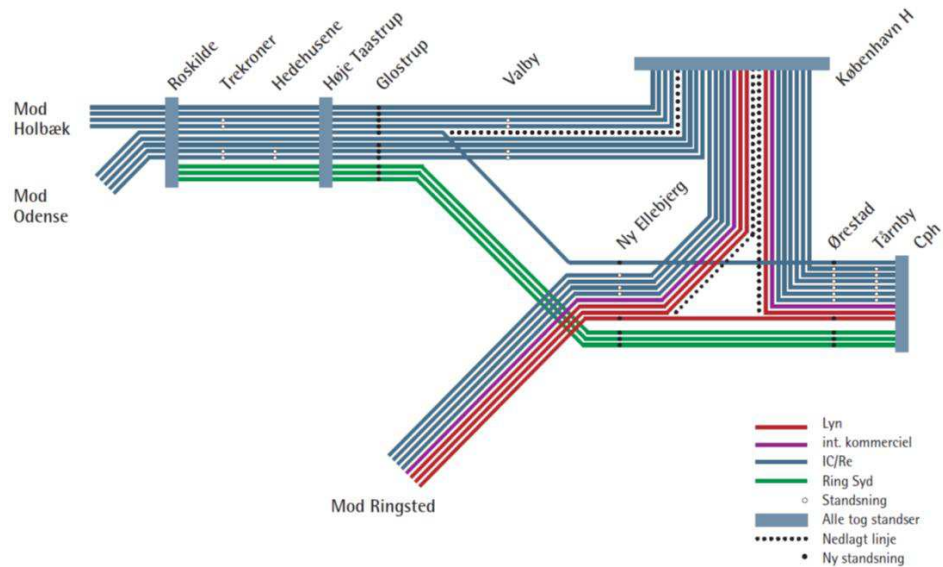 Roskilde
Trekroner
Hedehusene
Høje Taastrup
Glostrup
Valby
København H
Mod
Holbæk
Mod
Odense
Ny Ellebjerg
Ørestad
Tårnby
Cph
Mod Ringsted
Lyn
int. kommerciel
IC/Re
Ring Syd
Standsning
Alle tog standser
Nedlagt linje
Ny standsning